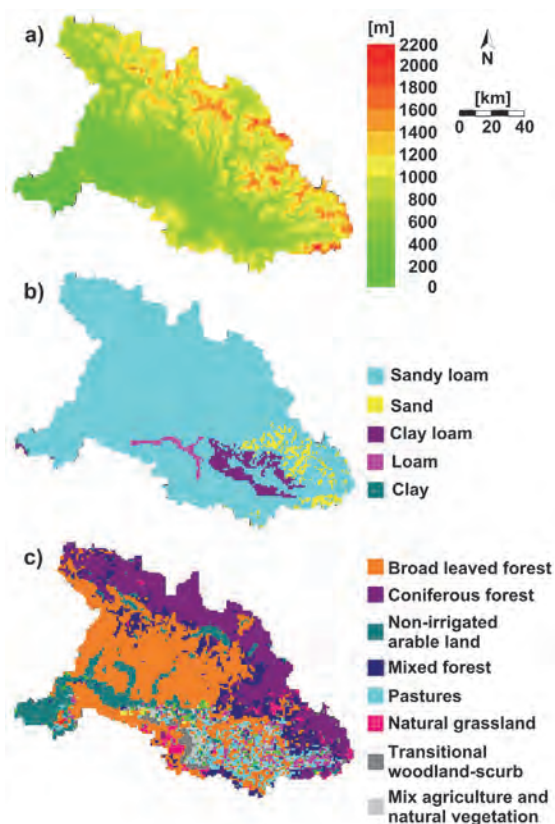 a)
[m]
2200
2000
1800
1600
1400
1200
1000
800
600
400
200
0
N
[km]
0 20 40
b)
Sandy loam
Sand
Clay loam
Loam
Clay
c)
Broad leaved forest
Coniferous forest
Non-irrigated
arable land
Mixed forest
Pastures
Natural grassland
Transitional
woodland-scurb
Mix agriculture and
natural vegetation